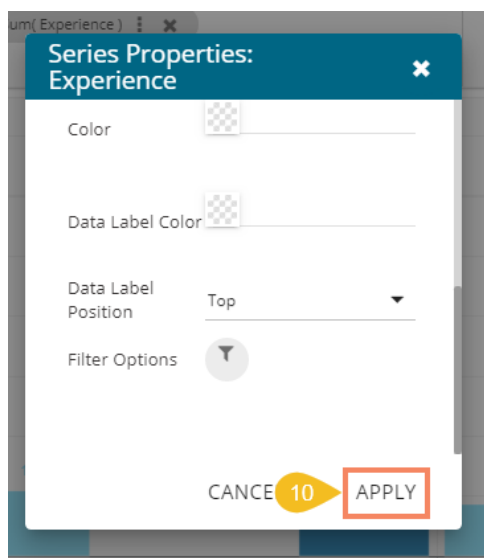 um( Experience )
Series Properties:
Experience
Color
Data Label Color
Data Label
Position
Top
Filter Options
CANCE
10
APPLY